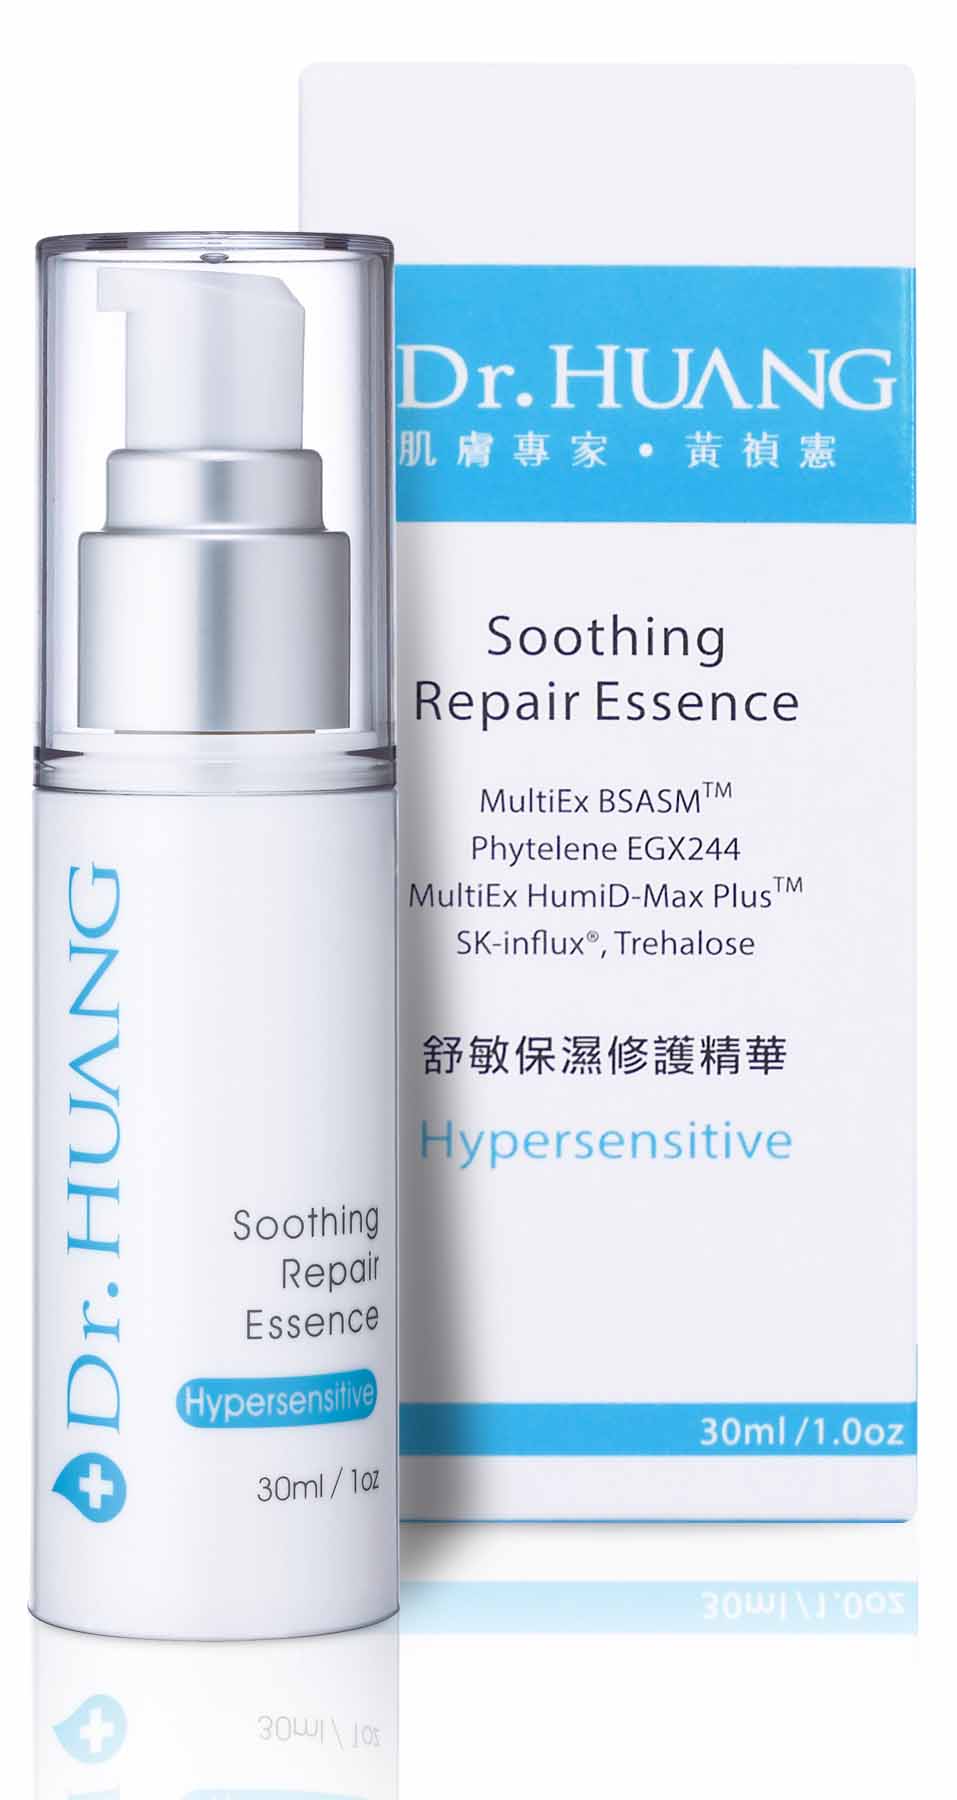 Dr. HUANG
肌膚專家・黃禎憲
Soothing
Repair Essence
MultiEx BSASM™
Phytelene EGX244
MultiEx HumiD-Max Plus™
SK-influx®, Trehalose
舒敏保濕修護精華
Hypersensitive
30ml/1.0oz
Dr. HUANG
Soothing
Repair
Essence
Hypersensitive
30ml / 1oz